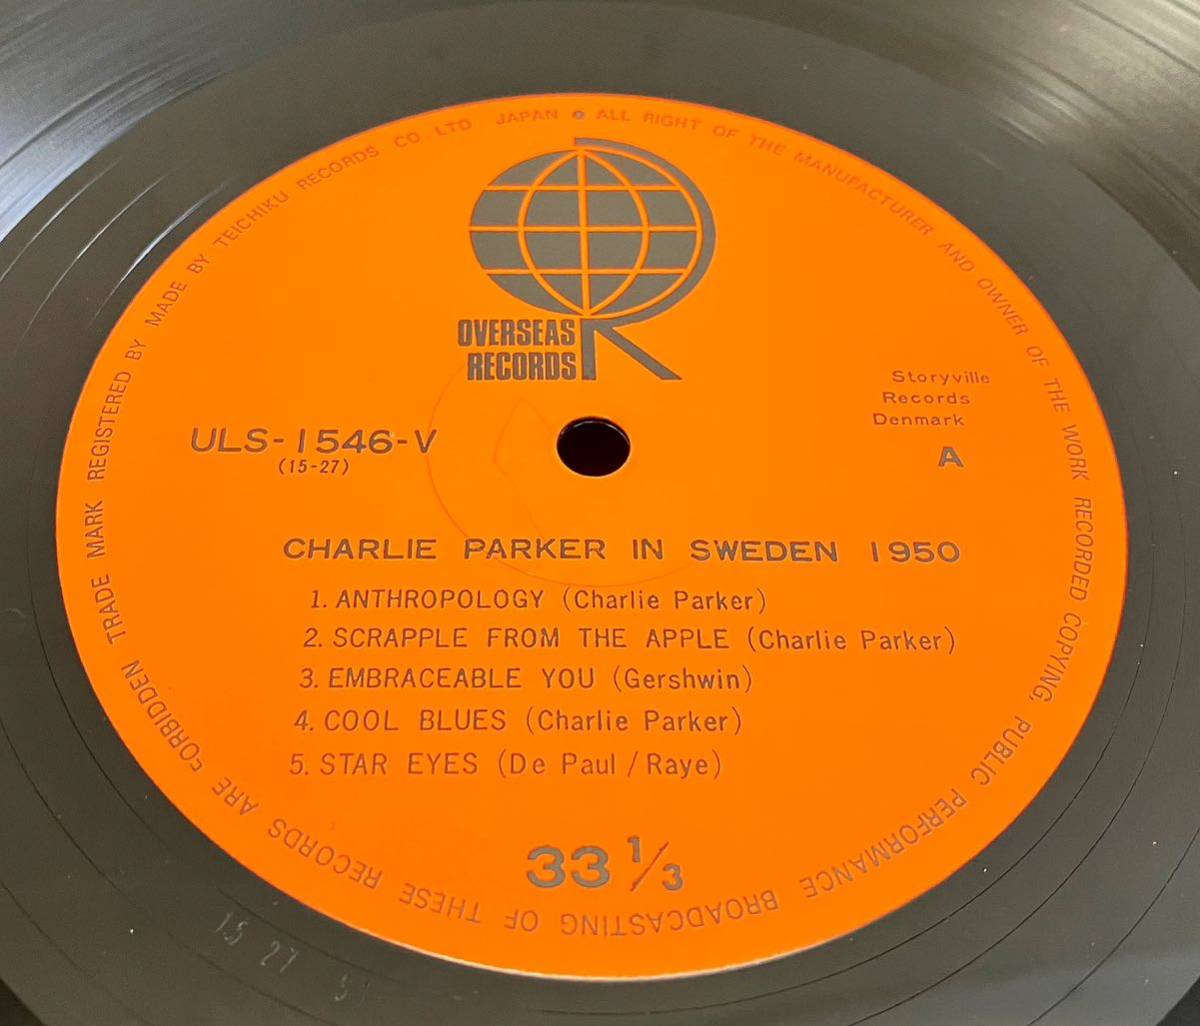 MADE BY TEICHIKU RECORDS CO. LTD JAPAN • ALL RIGHT OF THE MANUFACTURER AND OWNER OF THE WORK RECORDED COPYING, PUBLIC PERFORMANCE BROADCASTING OF THESE RECORDS ARE FORBIDDEN TRADE MARK REGISTERED BY
R
OVERSEAS
RECORDS
Storyville
Records
Denmark
ULS-1546-V
(15-27)
A
CHARLIE PARKER IN SWEDEN 1950
1. ANTHROPOLOGY (Charlie Parker)
2. SCRAPPLE FROM THE APPLE (Charlie Parker)
3. EMBRACEABLE YOU (Gershwin)
4. COOL BLUES (Charlie Parker)
5. STAR EYES (De Paul/Raye)
33 1/3
15 27 5